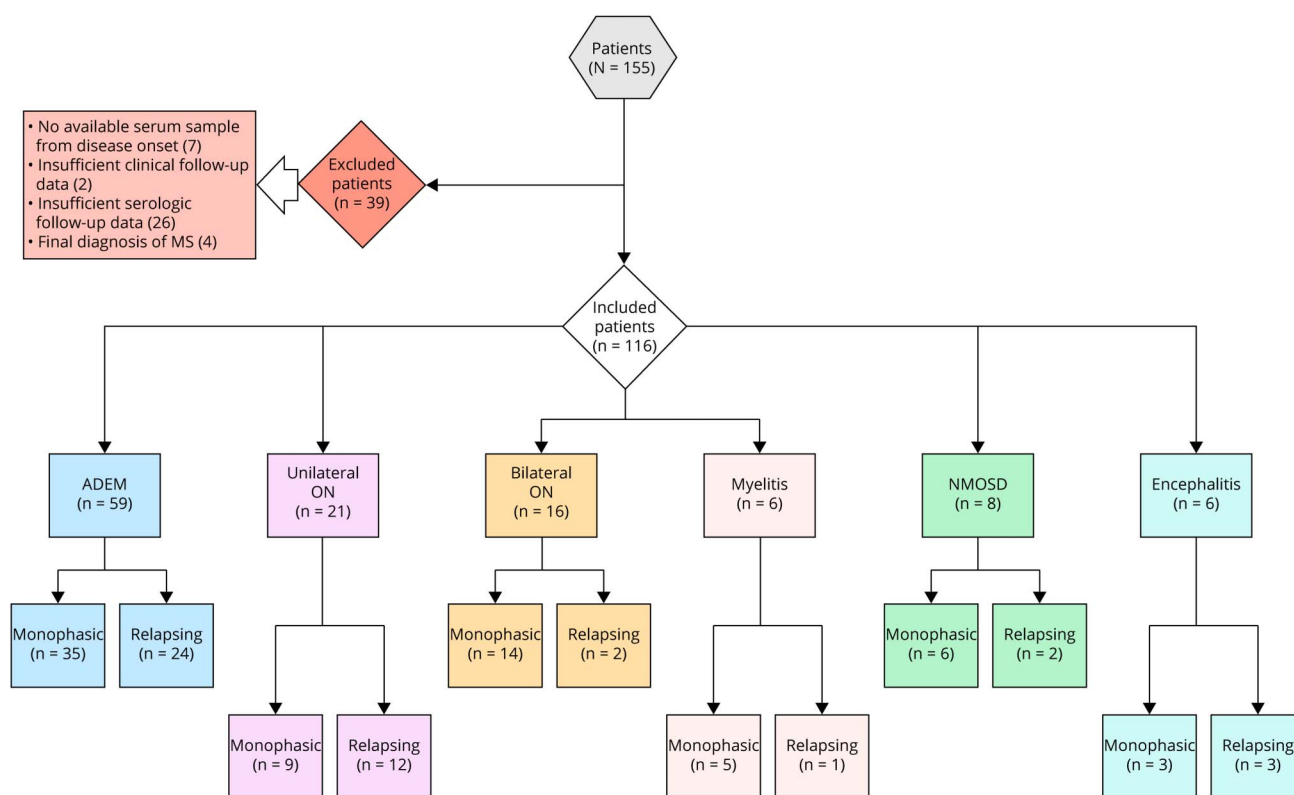 Patients
(N = 155)
• No available serum sample
from disease onset (7)
• Insufficient clinical follow-up
data (2)
• Insufficient serologic
follow-up data (26)
• Final diagnosis of MS (4)
Excluded
patients
(n = 39)
Included
patients
(n = 116)
ADEM
(n = 59)
Unilateral
ON
(n = 21)
Bilateral
ON
(n = 16)
Myelitis
(n = 6)
NMOSD
(n = 8)
Encephalitis
(n = 6)
Monophasic
(n = 35)
Relapsing
(n = 24)
Monophasic
(n = 14)
Relapsing
(n = 2)
Monophasic
(n = 6)
Relapsing
(n = 2)
Monophasic
(n = 9)
Relapsing
(n = 12)
Monophasic
(n = 5)
Relapsing
(n = 1)
Monophasic
(n = 3)
Relapsing
(n = 3)